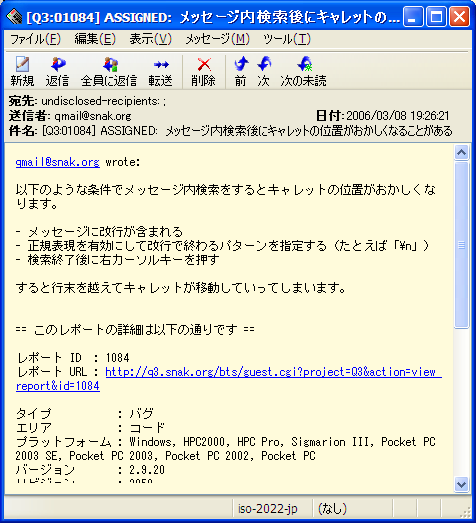 [Q3:01084] ASSIGNED: メッセージ内検索後にキャレットの...
ファイル(F) 編集(E) 表示(V) メッセージ(M) ツール(T)
新規 返信 全員に返信 転送 削除 前 次 次の未読
宛先: undisclosed-recipients: ;
送信者: qmail@snak.org 日付: 2006/03/08 19:26:21
件名: [Q3:01084] ASSIGNED: メッセージ内検索後にキャレットの位置がおかしくなることがある
qmail@snak.org wrote:
以下のような条件でメッセージ内検索をするとキャレットの位置がおかしくな
ります。
- メッセージに改行が含まれる
- 正規表現を有効にして改行で終わるパターンを指定する（たとえば「\n」）
- 検索終了後に右カーソルキーを押す
すると行末を越えてキャレットが移動していってしまいます。
== このレポートの詳細は以下の通りです ==
レポート ID : 1084
レポート URL : http://q3.snak.org/bts/guest.cgi?project=Q3&action=view_
report&id=1084
タイプ : バグ
エリア : コード
プラットフォーム : Windows, HPC2000, HPC Pro, Sigmarion III, Pocket PC
2003 SE, Pocket PC 2003, Pocket PC 2002, Pocket PC
バージョン : 2.9.20
iso-2022-jp (なし)